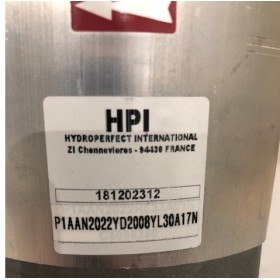 HPI
HYDROPERFECT INTERNATIONAL
ZI Chennevieres - 94430 FRANCE
181202312
P1AAN2022YD2008YL30A17N